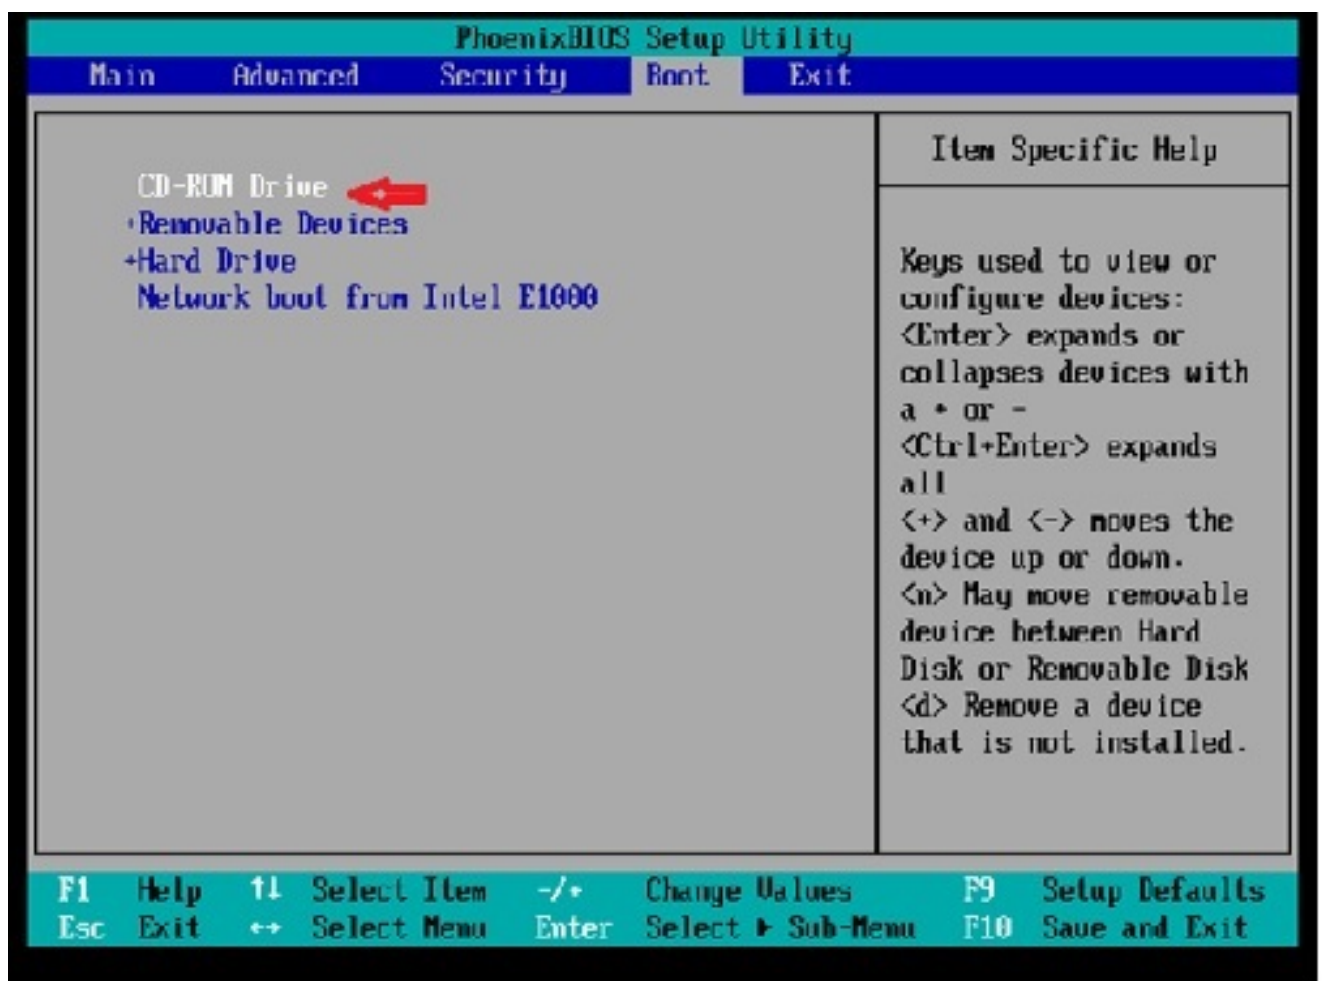 PhoenixBIOS Setup Utility
Main Advanced Security Boot Exit
CD-ROM Drive
+Removable Devices
+Hard Drive
Network boot from Intel E1000
Item Specific Help
Keys used to view or
configure devices:
<Enter> expands or
collapses devices with
a + or -
<Ctrl+Enter> expands
all
<+> and <-> moves the
device up or down.
<n> May move removable
device between Hard
Disk or Removable Disk
<d> Remove a device
that is not installed.
F1 Help ↑↓ Select Item -/+ Change Values F9 Setup Defaults
Esc Exit ↔ Select Menu Enter Select ▶ Sub-Menu F10 Save and Exit